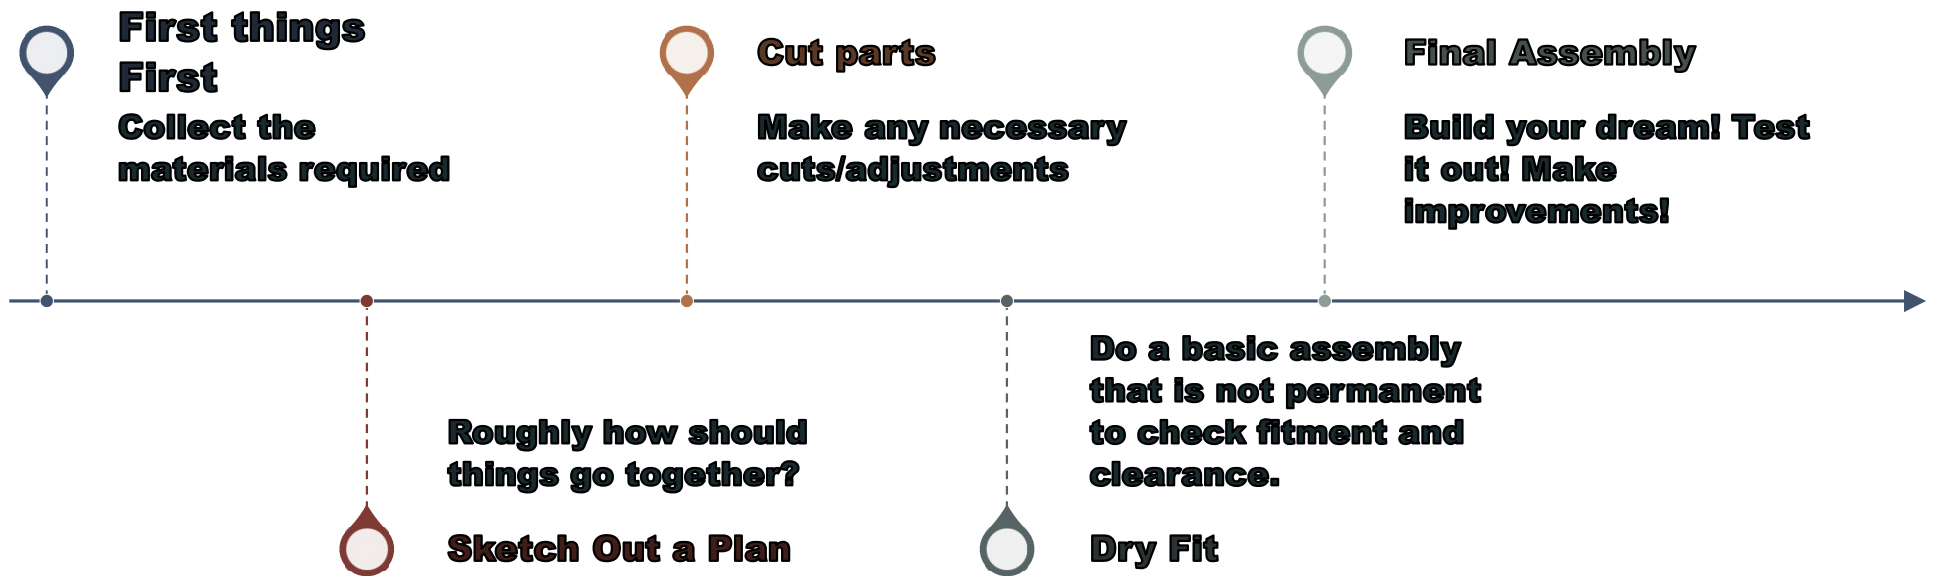 First things
First
Collect the
materials required
Roughly how should
things go together?
Sketch Out a Plan
Cut parts
Make any necessary
cuts/adjustments
Do a basic assembly
that is not permanent
to check fitment and
clearance.
Dry Fit
Final Assembly
Build your dream! Test
it out! Make
improvements!